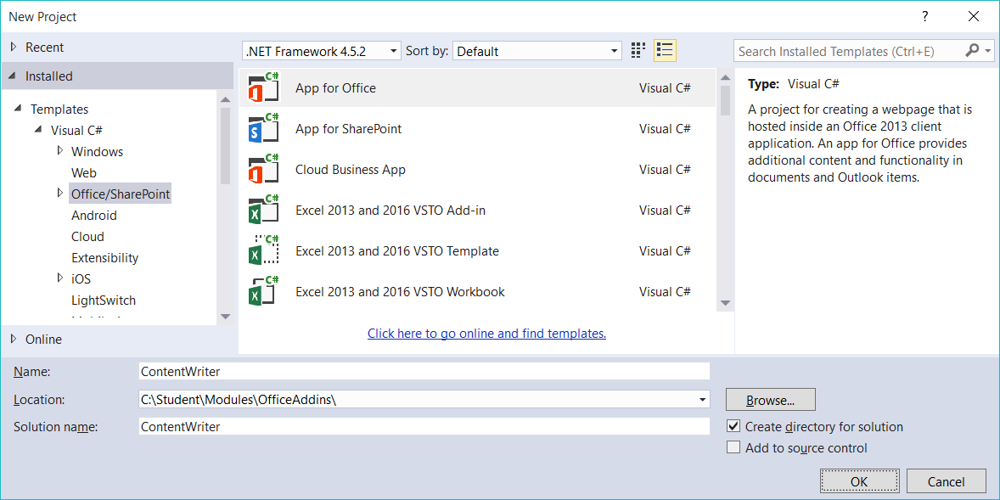 New Project
?
Recent
.NET Framework 4.5.2
Sort by:
Default
Search Installed Templates (Ctrl+E)
Installed
Templates
Visual C#
Windows
Web
Office/SharePoint
Android
Cloud
Extensibility
iOS
LightSwitch
Online
C#
App for Office
Visual C#
C#
S
App for SharePoint
Visual C#
C#
Cloud Business App
Visual C#
C#
X
Excel 2013 and 2016 VSTO Add-in
Visual C#
C#
X
Excel 2013 and 2016 VSTO Template
Visual C#
C#
X
Excel 2013 and 2016 VSTO Workbook
Visual C#
Click here to go online and find templates.
Type: Visual C#
A project for creating a webpage that is
hosted inside an Office 2013 client
application. An app for Office provides
additional content and functionality in
documents and Outlook items.
Name:
ContentWriter
Location:
C:\Student\Modules\OfficeAddins\
Browse...
Solution name:
ContentWriter
Create directory for solution
Add to source control
OK
Cancel